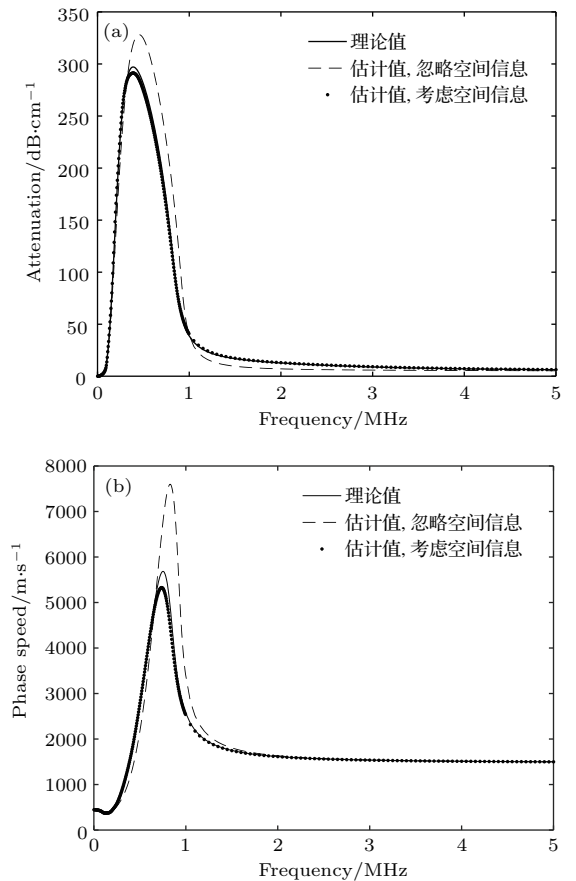 (a)
理论值
估计值, 忽略空间信息
估计值, 考虑空间信息
Attenuation/dB·cm⁻¹
350
300
250
200
150
100
50
0
0 1 2 3 4 5
Frequency/MHz
(b)
理论值
估计值, 忽略空间信息
估计值, 考虑空间信息
Phase speed/m·s⁻¹
8000
7000
6000
5000
4000
3000
2000
1000
0
0 1 2 3 4 5
Frequency/MHz